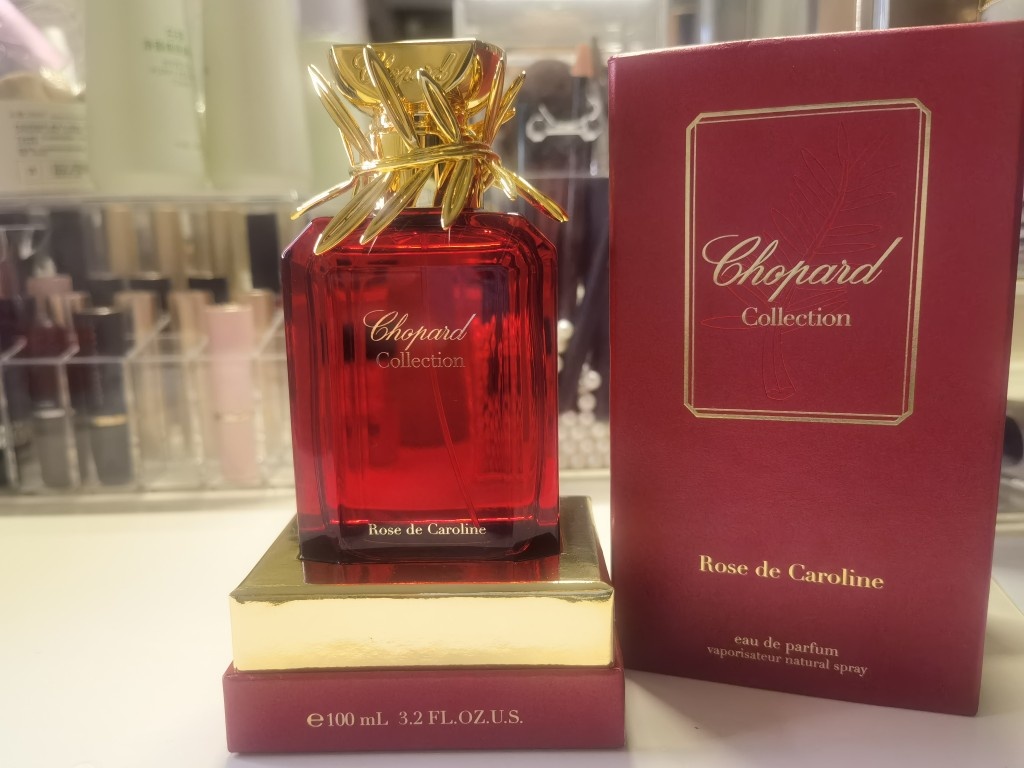 Chopard
Collection
Rose de Caroline
℮100 mL 3.2 FL.OZ.U.S.
Chopard
Collection
Rose de Caroline
eau de parfum
vaporisateur natural spray